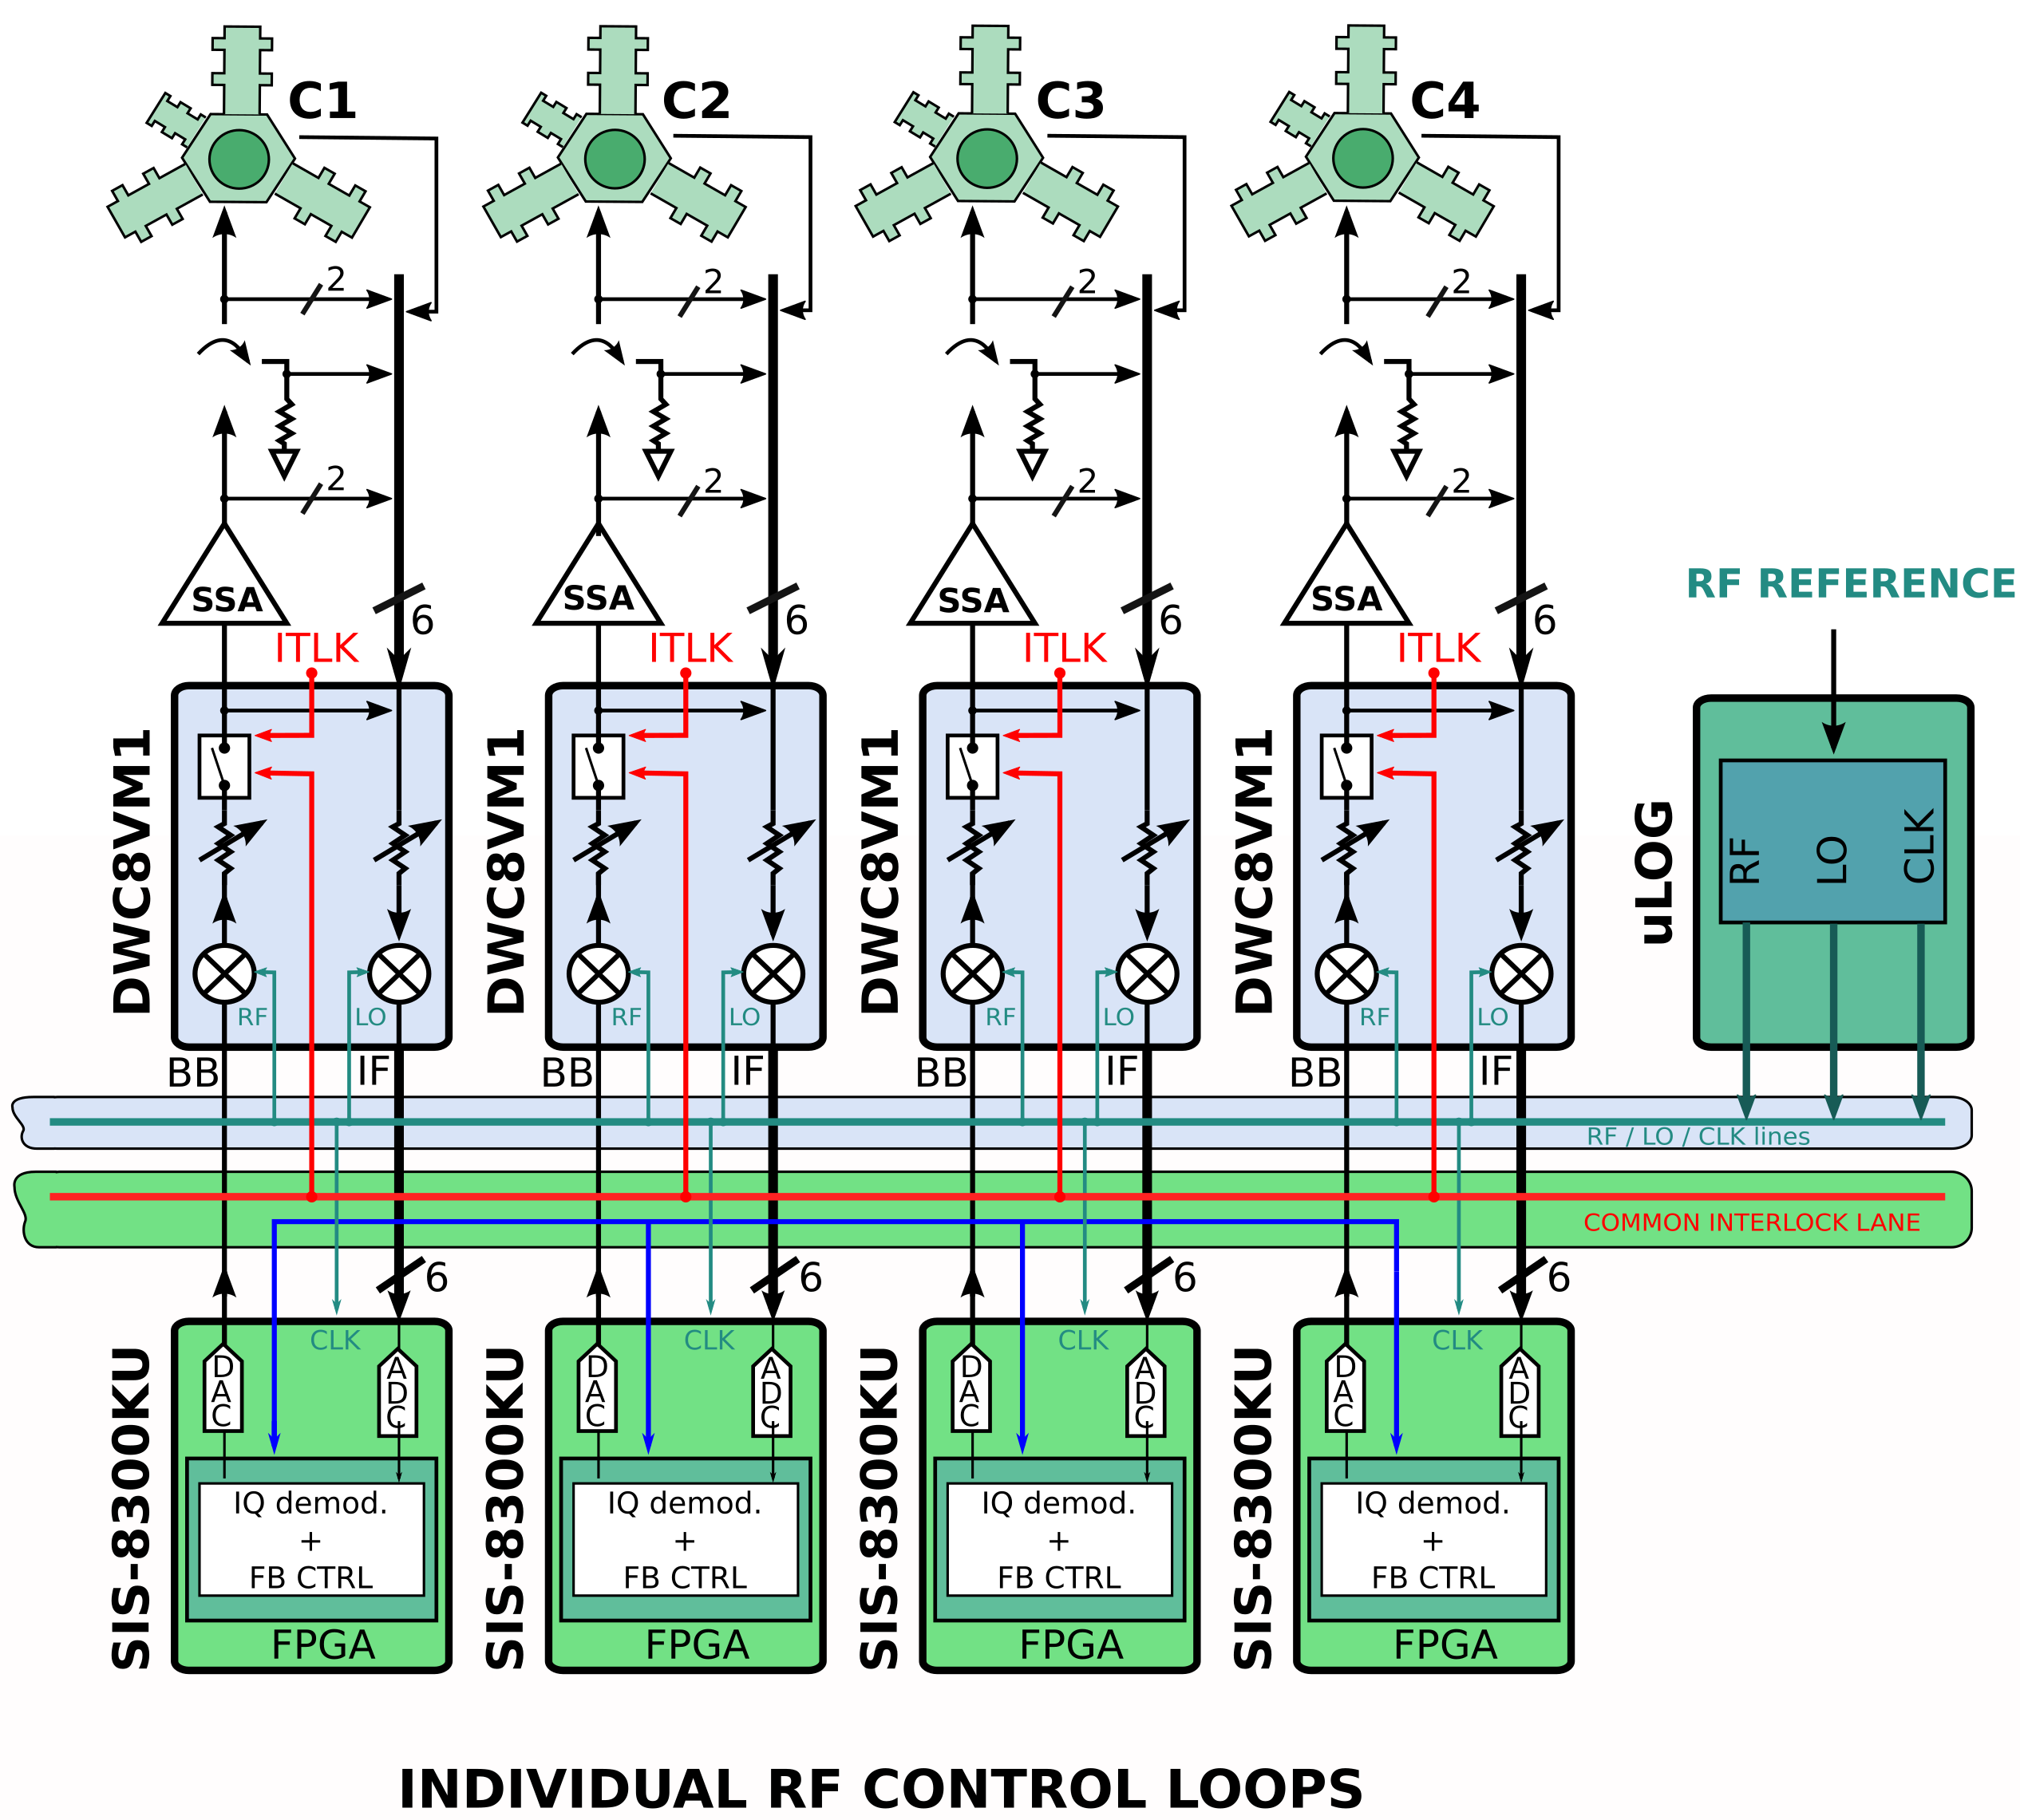 C1
C2
C3
C4
2
2
2
2
2
2
2
2
SSA
SSA
SSA
SSA
RF REFERENCE
6
6
6
6
ITLK
ITLK
ITLK
ITLK
DWC8VM1
DWC8VM1
DWC8VM1
DWC8VM1
uLOG
RF
LO
CLK
RF
LO
RF
LO
RF
LO
RF
LO
BB
IF
BB
IF
BB
IF
BB
IF
RF / LO / CLK lines
COMMON INTERLOCK LANE
6
6
6
6
SIS-8300KU
CLK
DAC
ADC
IQ demod.
+
FB CTRL
FPGA
SIS-8300KU
CLK
DAC
ADC
IQ demod.
+
FB CTRL
FPGA
SIS-8300KU
CLK
DAC
ADC
IQ demod.
+
FB CTRL
FPGA
SIS-8300KU
CLK
DAC
ADC
IQ demod.
+
FB CTRL
FPGA
INDIVIDUAL RF CONTROL LOOPS